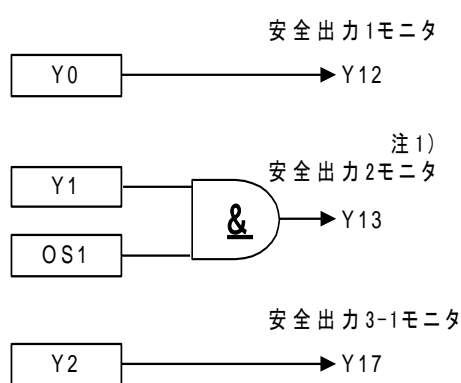 安全出力1モニタ
Y0
Y12
注1)
安全出力2モニタ
Y1
&
Y13
OS1
安全出力3-1モニタ
Y2
Y17